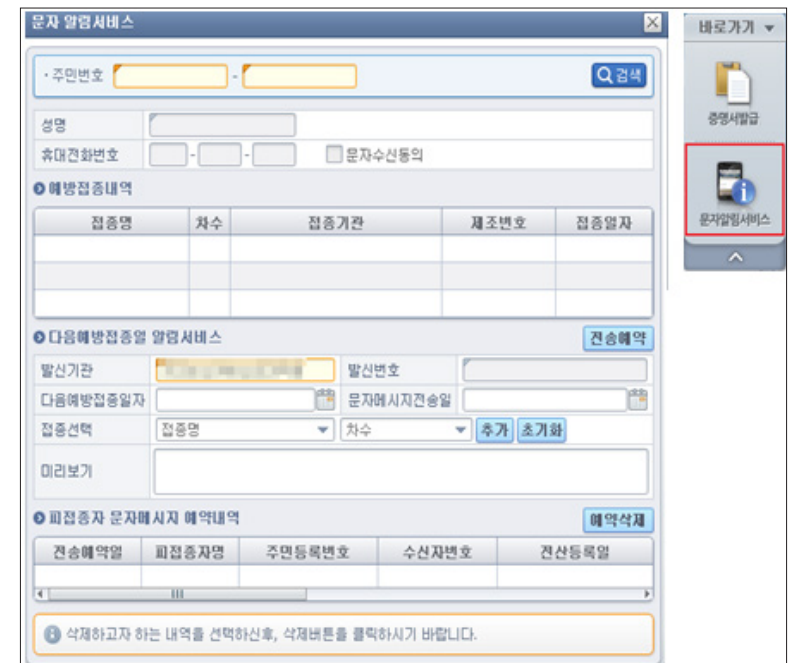 문자 알림서비스
바로가기
· 주민번호 - 검색
증명서발급
성명
휴대전화번호 - - 문자수신동의
문자알림서비스
예방접종내역
접종명 차수 접종기관 제조번호 접종일자
다음예방접종일 알림서비스 전송예약
발신기관 발신번호
다음예방접종일자 문자메시지전송일
접종선택 접종명 차수 추가 초기화
미리보기
피접종자 문자메시지 예약내역 예약삭제
전송예약일 피접종자명 주민등록번호 수신자번호 전산등록일
삭제하고자 하는 내역을 선택하신후, 삭제버튼을 클릭하시기 바랍니다.